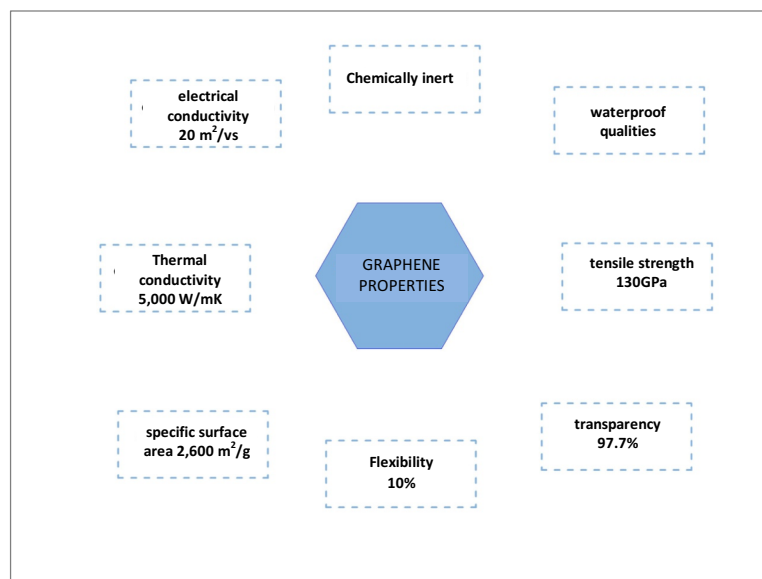 Chemically inert
electrical
conductivity
20 m²/vs
waterproof
qualities
Thermal
conductivity
5,000 W/mK
GRAPHENE
PROPERTIES
tensile strength
130GPa
specific surface
area 2,600 m²/g
Flexibility
10%
transparency
97.7%